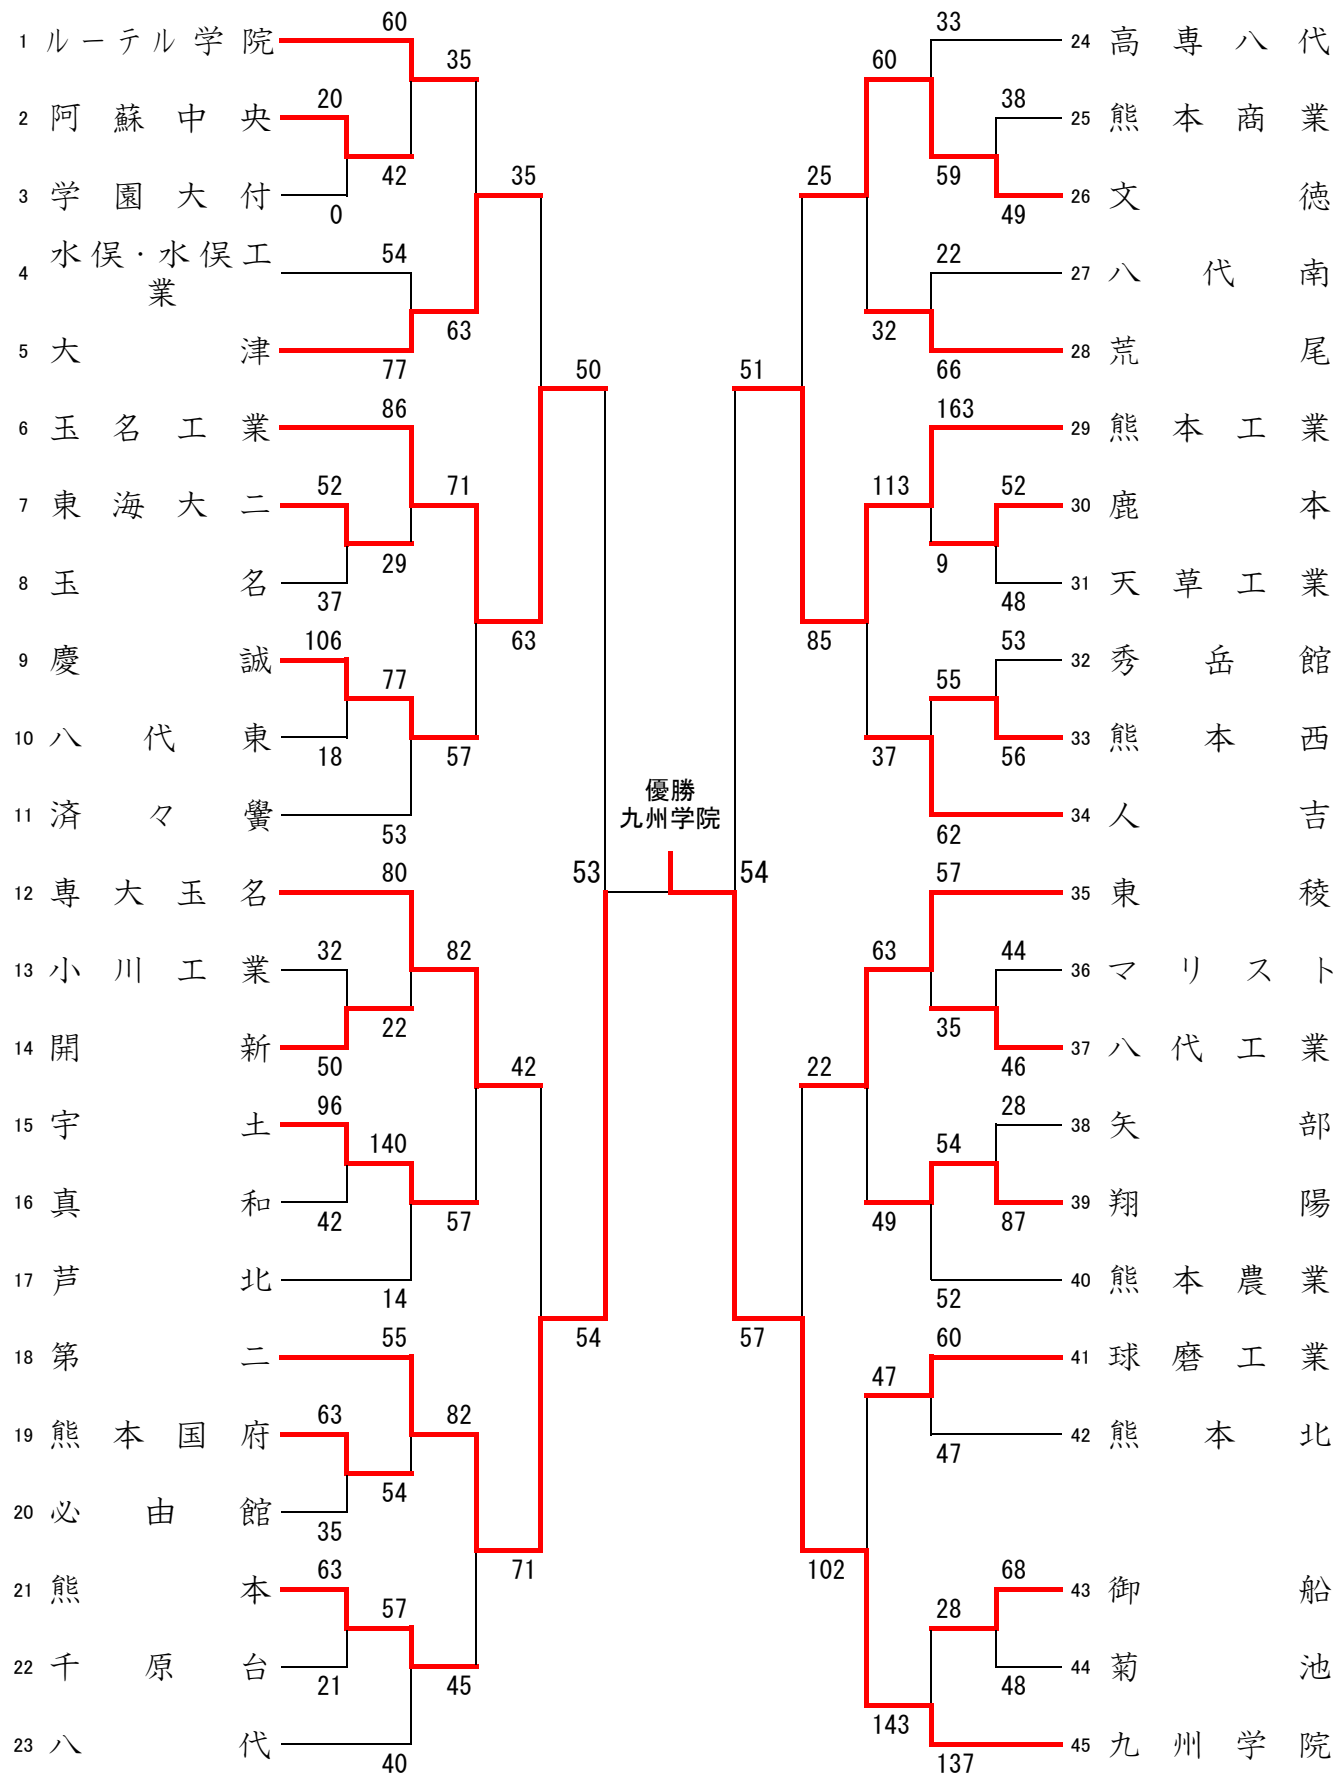 1 ルーテル学院
60
35
2 阿蘇中央
20
42
3 学園大付
0
35
4 水俣・水俣工業
54
63
5 大津
77
50
6 玉名工業
86
7 東海大二
52
71
29
8 玉名
37
63
9 慶誠
106
77
10 八代東
18
57
11 済々黌
53
12 専大玉名
80
53
13 小川工業
32
82
22
14 開新
50
42
15 宇土
96
140
16 真和
42
57
17 芦北
14
54
18 第二
55
19 熊本国府
63
82
54
20 必由館
35
71
21 熊本
63
57
22 千原台
21
45
23 八代
40
優勝
九州学院
33
24 高専八代
60
38
25 熊本商業
59
25
26 文徳
49
22
27 八代南
32
28 荒尾
66
51
163
29 熊本工業
113
52
30 鹿本
9
31 天草工業
48
85
53
32 秀岳館
55
33 熊本西
56
37
34 人吉
62
54
57
35 東稜
63
44
36 マリスト
35
37 八代工業
46
22
28
38 矢部
54
39 翔陽
87
49
40 熊本農業
52
57
60
41 球磨工業
47
42 熊本北
47
102
68
43 御船
28
44 菊池
48
143
45 九州学院
137